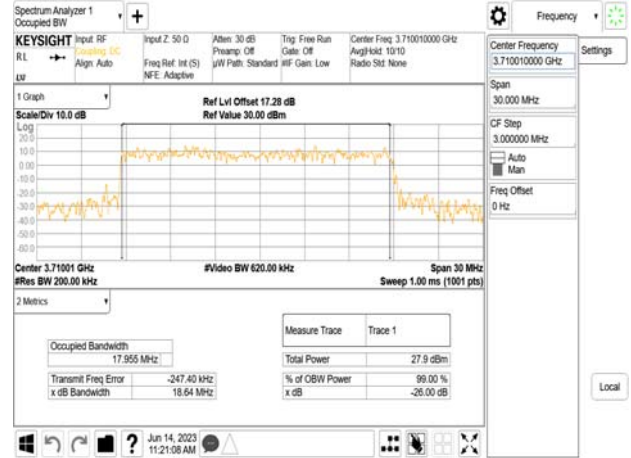 Spectrum Analyzer 1
Occupied BW
Frequency
KEYSIGHT
Input: RF
Input Z: 50 Ω
Atten: 30 dB
Trig: Free Run
Center Freq: 3.710010000 GHz
RL
Coupling: DC
Preamp: Off
Gate: Off
Avg|Hold: 10/10
Align: Auto
Freq Ref: Int (S)
µW Path: Standard
#IF Gain: Low
Radio Std: None
NFE: Adaptive
LU
Center Frequency
3.710010000 GHz
Settings
Span
30.000 MHz
CF Step
3.000000 MHz
Auto
Man
Freq Offset
0 Hz
Local
1 Graph
Ref Lvl Offset 17.28 dB
Scale/Div 10.0 dB
Ref Value 30.00 dBm
Log
20.0
10.0
0.00
-10.0
-20.0
-30.0
-40.0
-50.0
-60.0
Center 3.71001 GHz
#Video BW 620.00 kHz
Span 30 MHz
#Res BW 200.00 kHz
Sweep 1.00 ms (1001 pts)
2 Metrics
Measure Trace
Trace 1
Occupied Bandwidth
17.955 MHz
Total Power
27.9 dBm
Transmit Freq Error
-247.40 kHz
% of OBW Power
99.00 %
x dB Bandwidth
18.64 MHz
x dB
-26.00 dB
?
Jun 14, 2023
11:21:08 AM